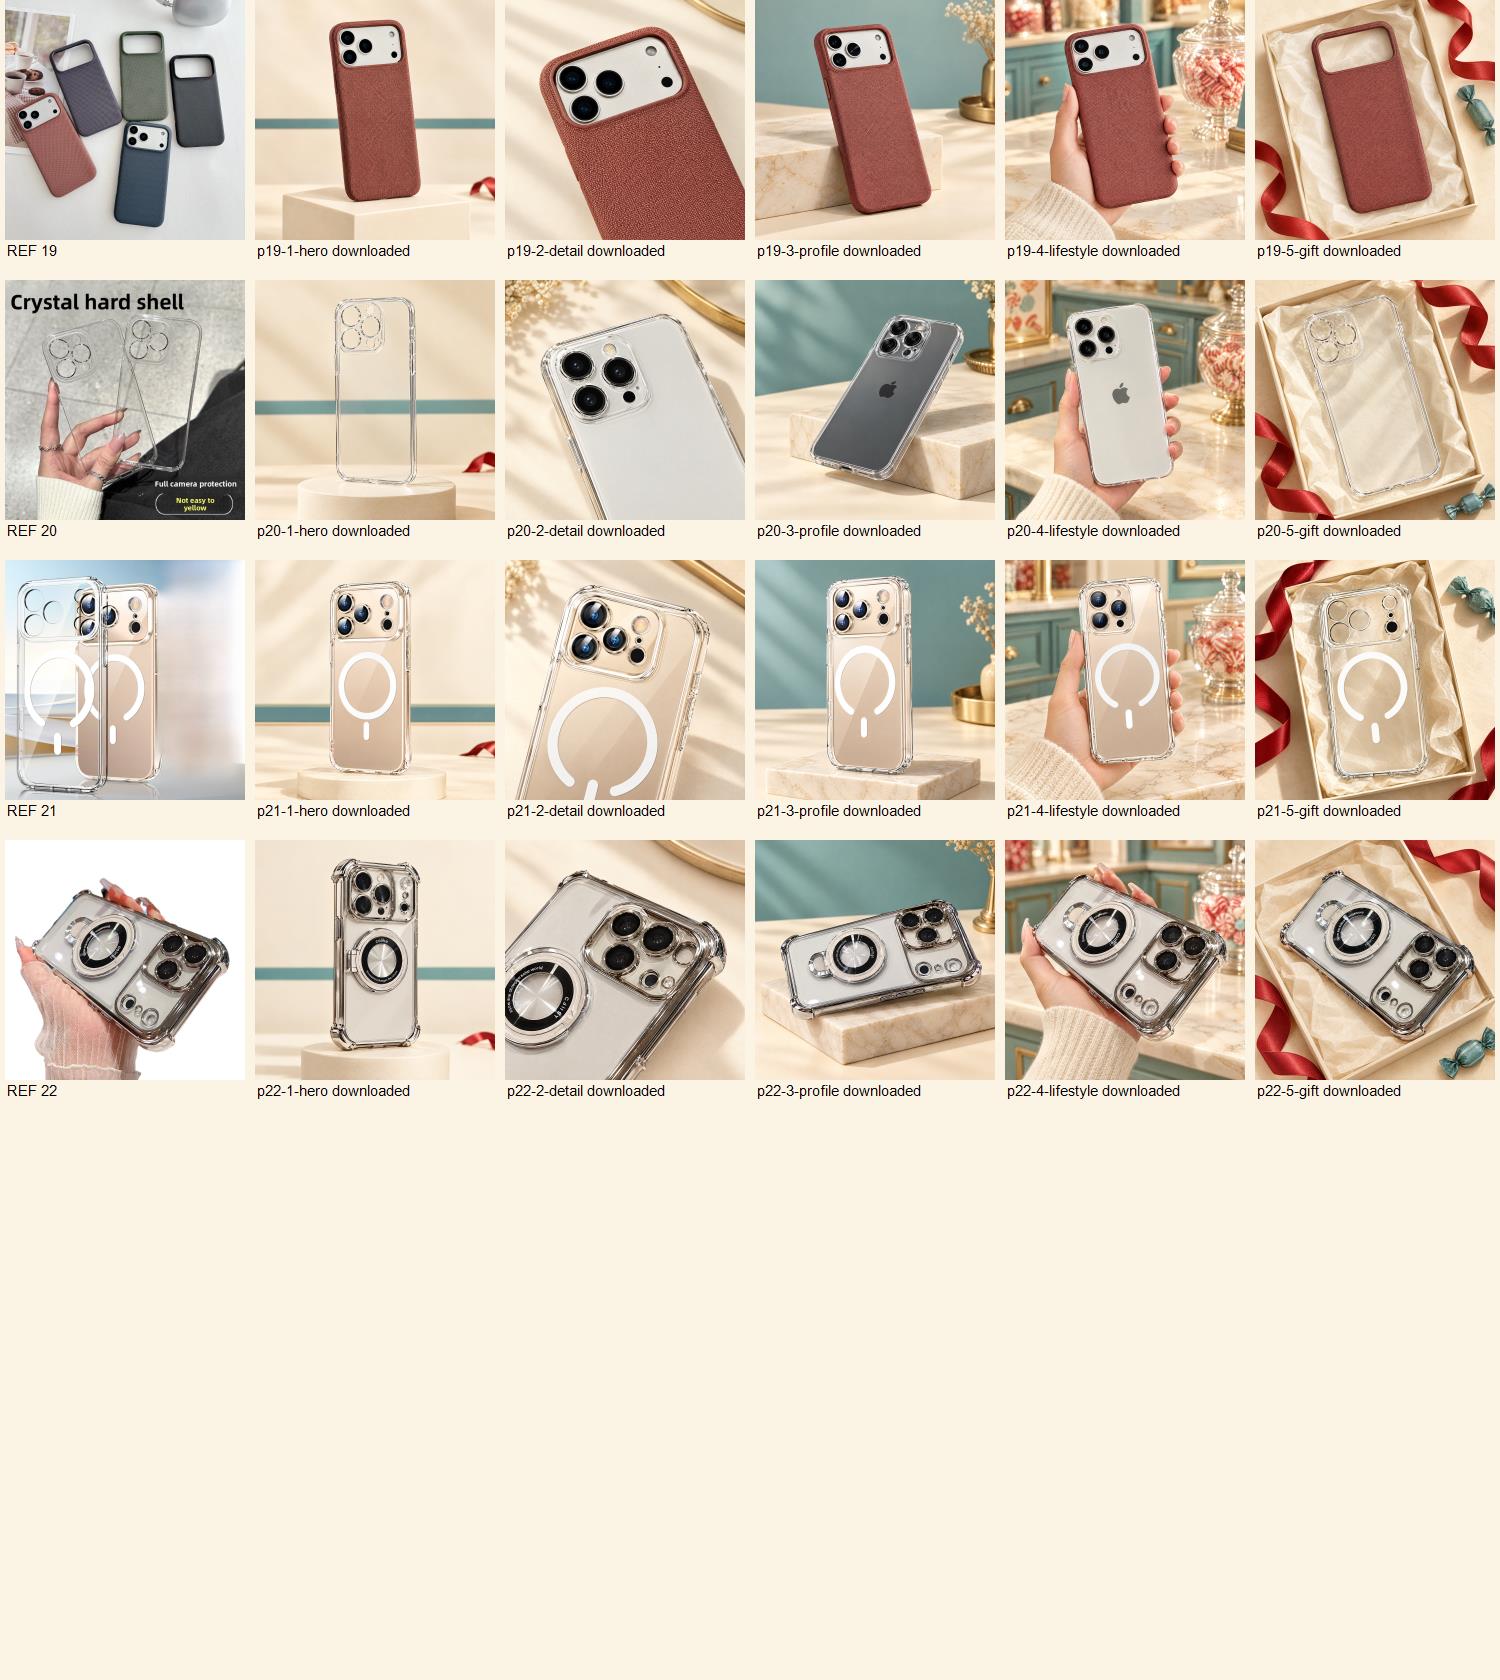 REF 19
p19-1-hero downloaded
p19-2-detail downloaded
p19-3-profile downloaded
p19-4-lifestyle downloaded
p19-5-gift downloaded
Crystal hard shell
Full camera protection
Not easy to
yellow
REF 20
p20-1-hero downloaded
p20-2-detail downloaded
p20-3-profile downloaded
p20-4-lifestyle downloaded
p20-5-gift downloaded
REF 21
p21-1-hero downloaded
p21-2-detail downloaded
p21-3-profile downloaded
p21-4-lifestyle downloaded
p21-5-gift downloaded
REF 22
p22-1-hero downloaded
p22-2-detail downloaded
p22-3-profile downloaded
p22-4-lifestyle downloaded
p22-5-gift downloaded